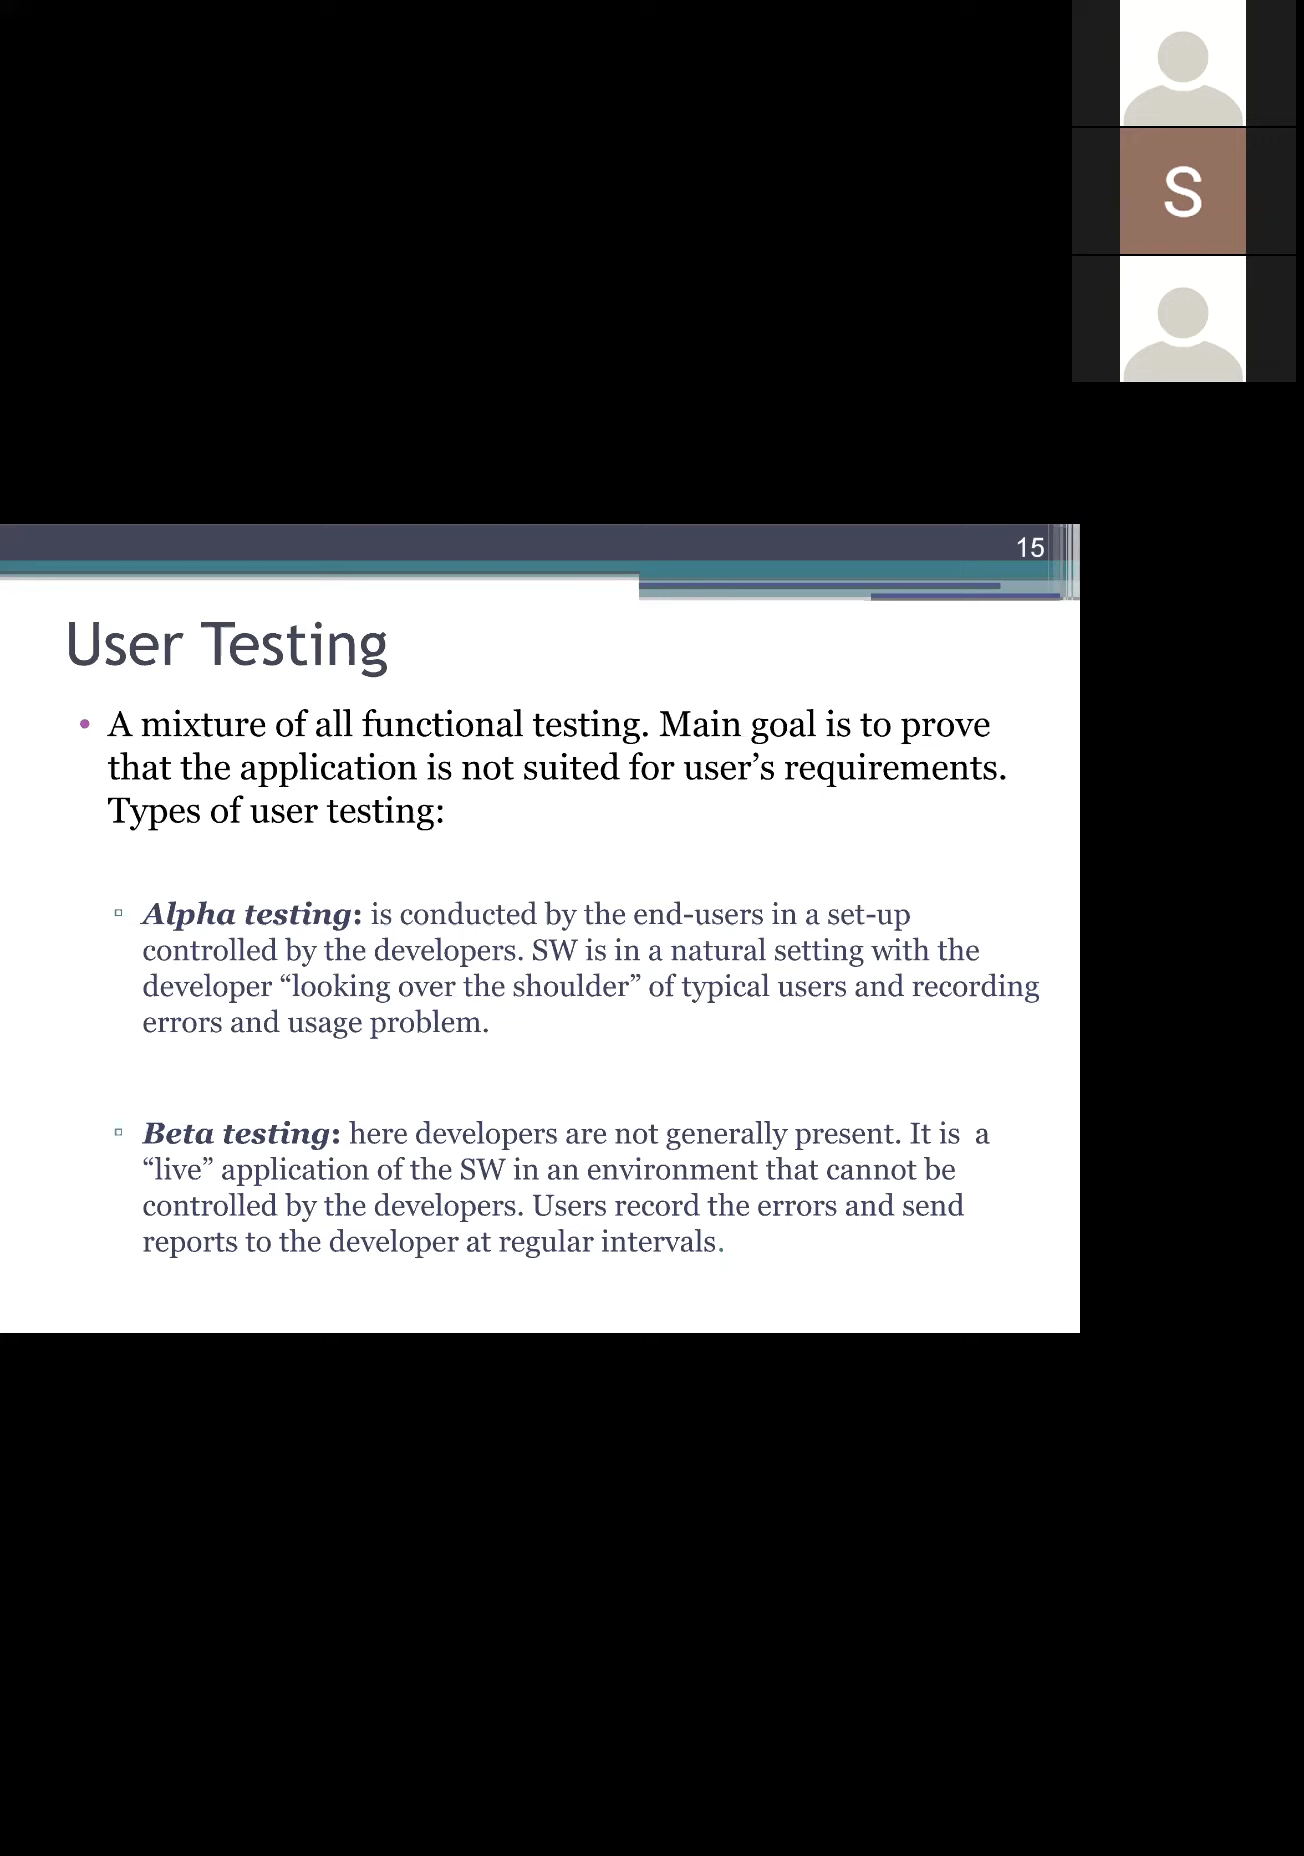 S
15
User Testing
• A mixture of all functional testing. Main goal is to prove
that the application is not suited for user’s requirements.
Types of user testing:
▫ Alpha testing: is conducted by the end-users in a set-up
controlled by the developers. SW is in a natural setting with the
developer “looking over the shoulder” of typical users and recording
errors and usage problem.
▫ Beta testing: here developers are not generally present. It is  a
“live” application of the SW in an environment that cannot be
controlled by the developers. Users record the errors and send
reports to the developer at regular intervals.